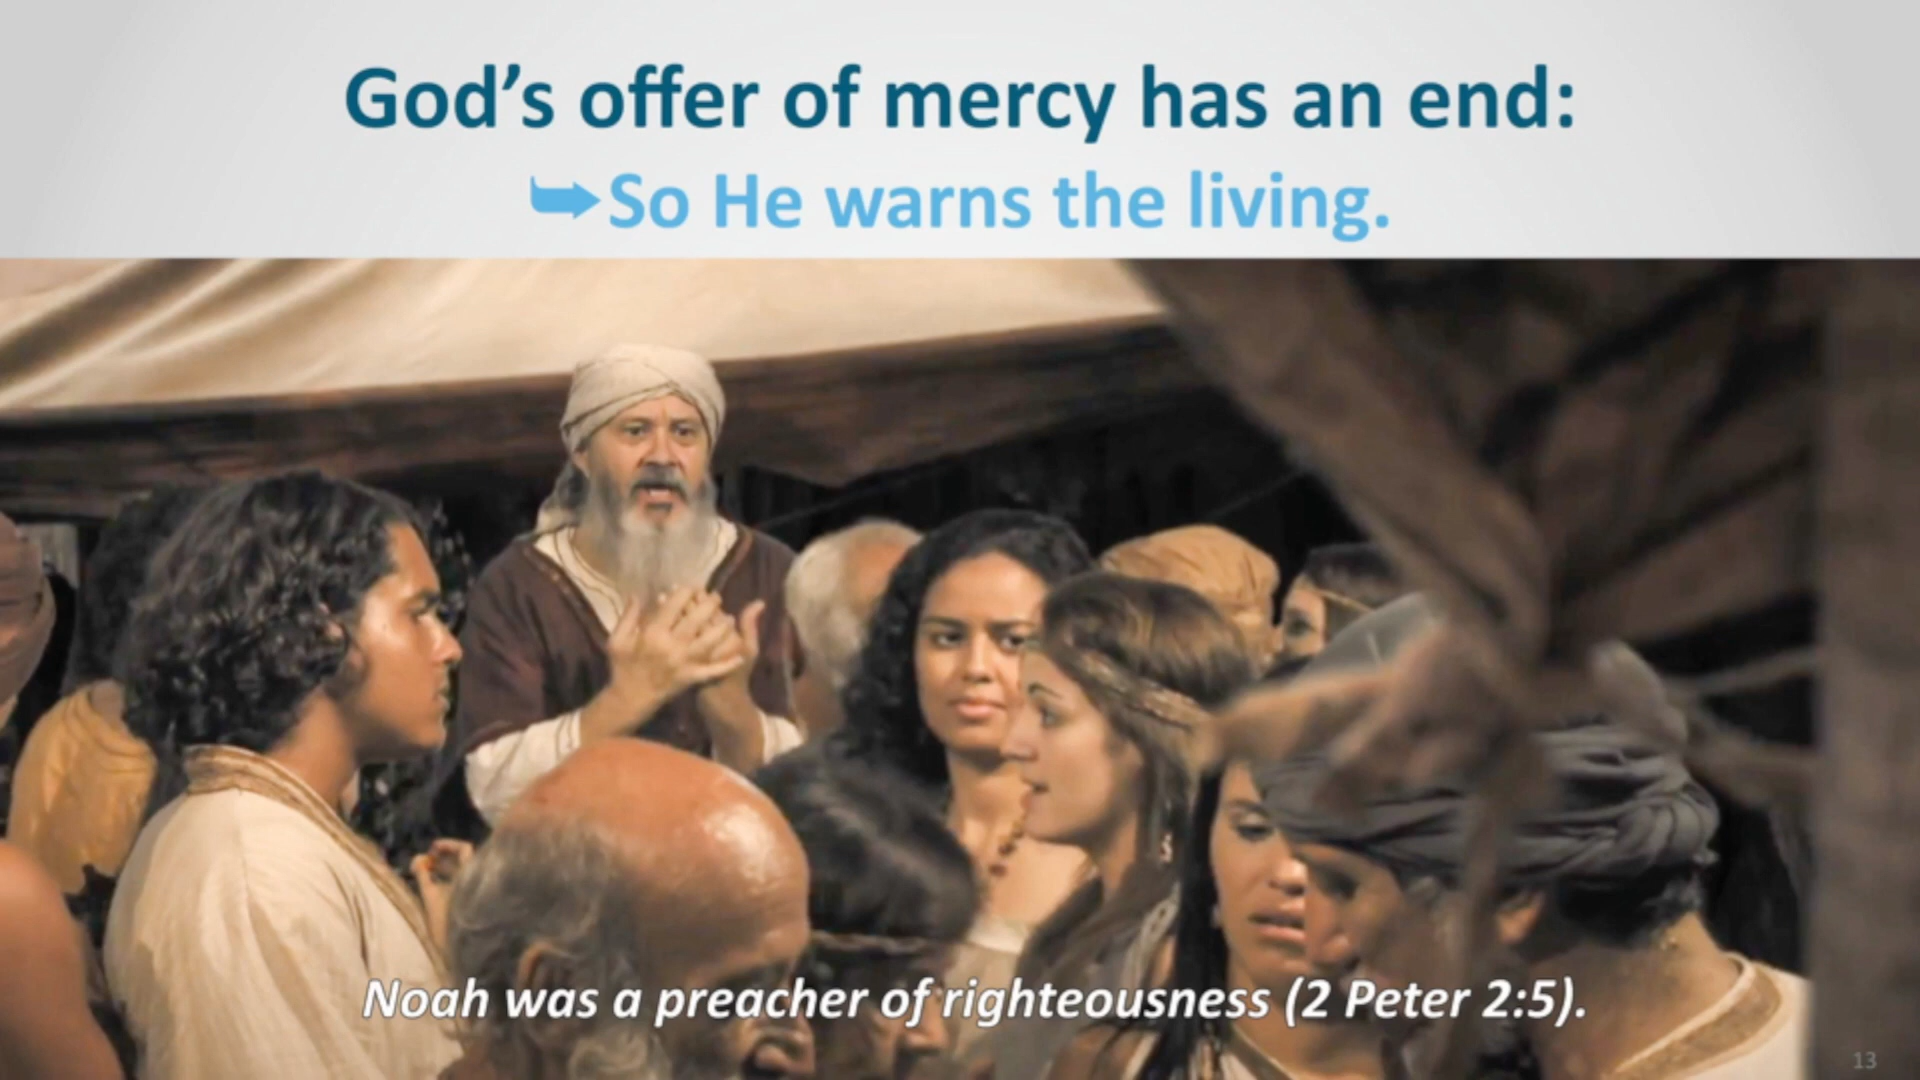 God’s offer of mercy has an end:
➥So He warns the living.
Noah was a preacher of righteousness (2 Peter 2:5).
13